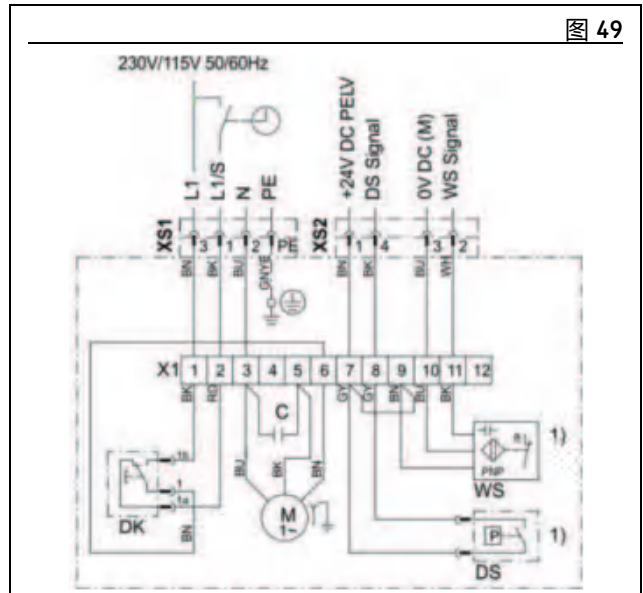 图 49
230V/115V 50/60Hz
L1
L1/S
N
PE
+24V DC PELV
DS Signal
0V DC (M)
WS Signal
XS1
3
1
2
PE
XS2
1
4
3
2
BN
BK
BU
GNYE
BN
BK
BU
WH
X1
1 2 3 4 5 6 7 8 9 10 11 12
BK
RD
GY
GY
BN
BU
BK
C
1b
1
1a
DK
BN
BU
BK
BN
M
1~
PNP
WS
1)
P
DS
1)